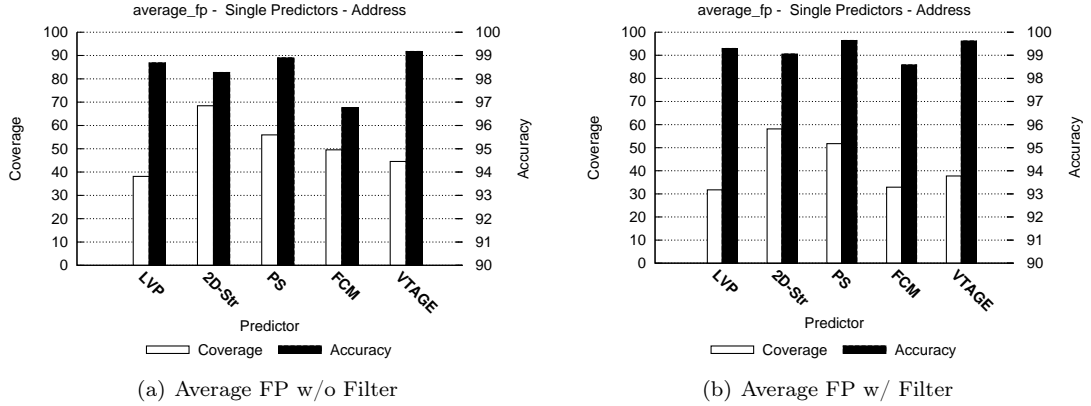 average_fp - Single Predictors - Address
100
90
80
70
60
50
40
30
20
10
0
Coverage
100
99
98
97
96
95
94
93
92
91
90
Accuracy
LVP
2D-Str
PS
FCM
VTAGE
Predictor
Coverage Accuracy
(a) Average FP w/o Filter
average_fp - Single Predictors - Address
100
90
80
70
60
50
40
30
20
10
0
Coverage
100
99
98
97
96
95
94
93
92
91
90
Accuracy
LVP
2D-Str
PS
FCM
VTAGE
Predictor
Coverage Accuracy
(b) Average FP w/ Filter